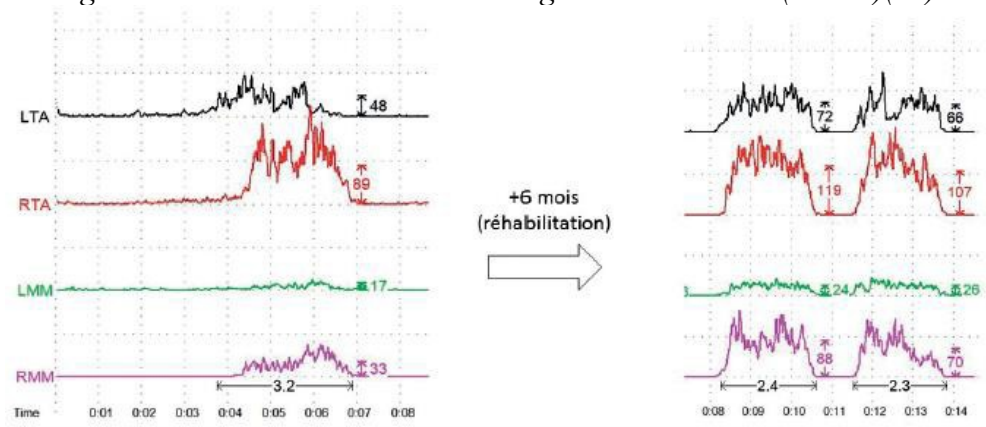 LTA
48
RTA
89
LMM
17
RMM
33
3.2
Time 0:01 0:02 0:03 0:04 0:05 0:06 0:07 0:08
+6 mois
(réhabilitation)
72 66
119 107
24 26
88 70
2.4 2.3
0:08 0:09 0:10 0:11 0:12 0:13 0:14